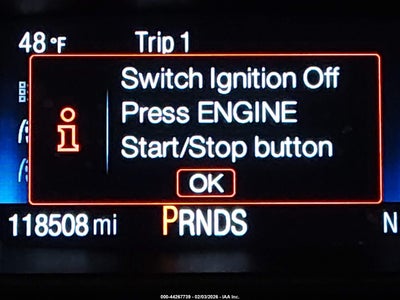 48°F Trip 1
Switch Ignition Off
Press ENGINE
Start/Stop button
OK
118508 mi PRNDS N
000-44267739 - 02/03/2026 - IAA Inc.